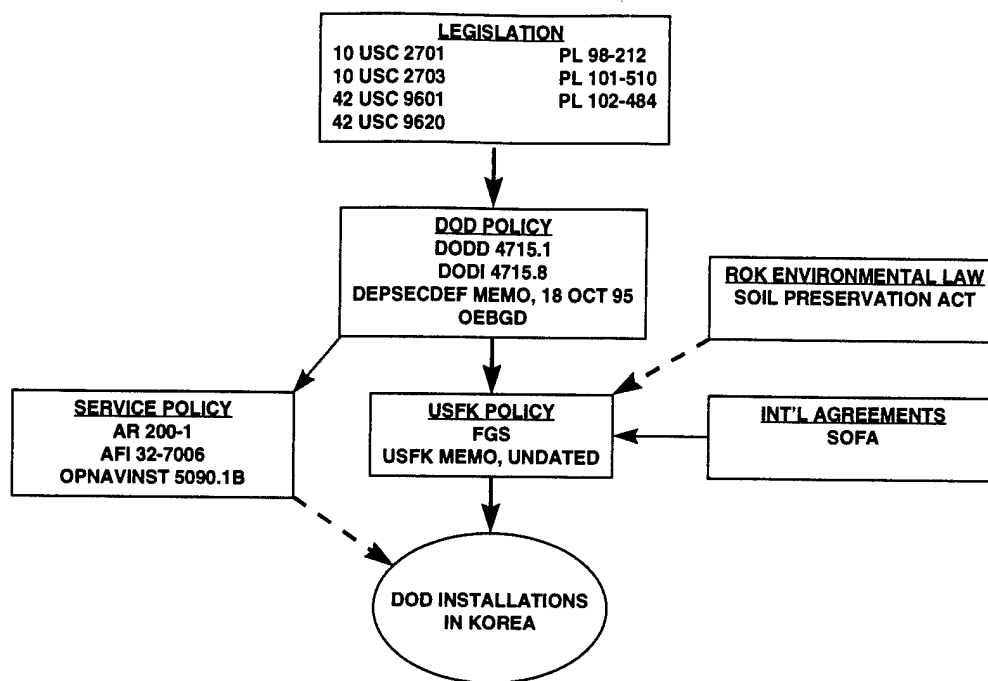 LEGISLATION
10 USC 2701 PL 98-212
10 USC 2703 PL 101-510
42 USC 9601 PL 102-484
42 USC 9620
DOD POLICY
DODD 4715.1
DODI 4715.8
DEPSECDEF MEMO, 18 OCT 95
OEBGD
ROK ENVIRONMENTAL LAW
SOIL PRESERVATION ACT
SERVICE POLICY
AR 200-1
AFI 32-7006
OPNAVINST 5090.1B
USFK POLICY
FGS
USFK MEMO, UNDATED
INT'L AGREEMENTS
SOFA
DOD INSTALLATIONS
IN KOREA